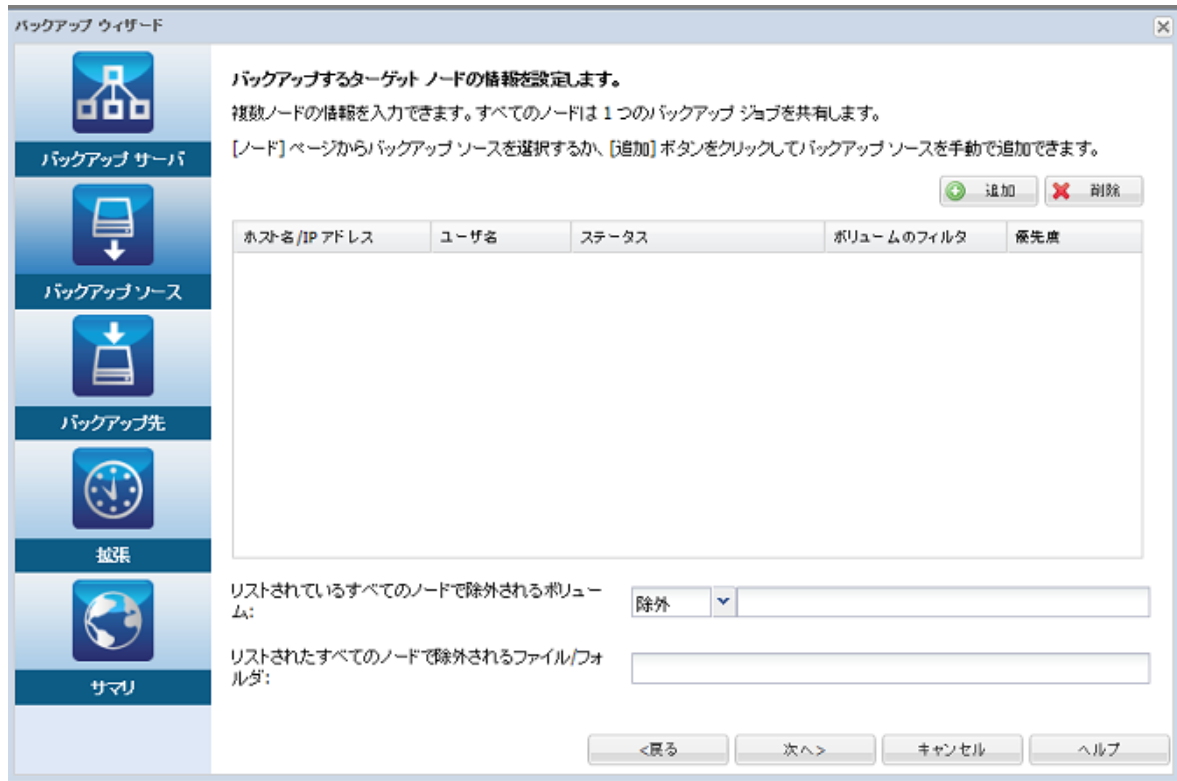 バックアップ ウィザード
バックアップ サーバ
バックアップ ソース
バックアップ先
拡張
サマリ
バックアップするターゲット ノードの情報を設定します。
複数ノードの情報を入力できます。すべてのノードは 1 つのバックアップ ジョブを共有します。
[ノード] ページからバックアップ ソースを選択するか、[追加] ボタンをクリックしてバックアップ ソースを手動で追加できます。
追加 削除
ホスト名/IP アドレス ユーザ名 ステータス ボリュームのフィルタ 優先度
リストされているすべてのノードで除外されるボリュー
ム: 除外
リストされたすべてのノードで除外されるファイル/フォ
ルダ:
<戻る 次へ> キャンセル ヘルプ